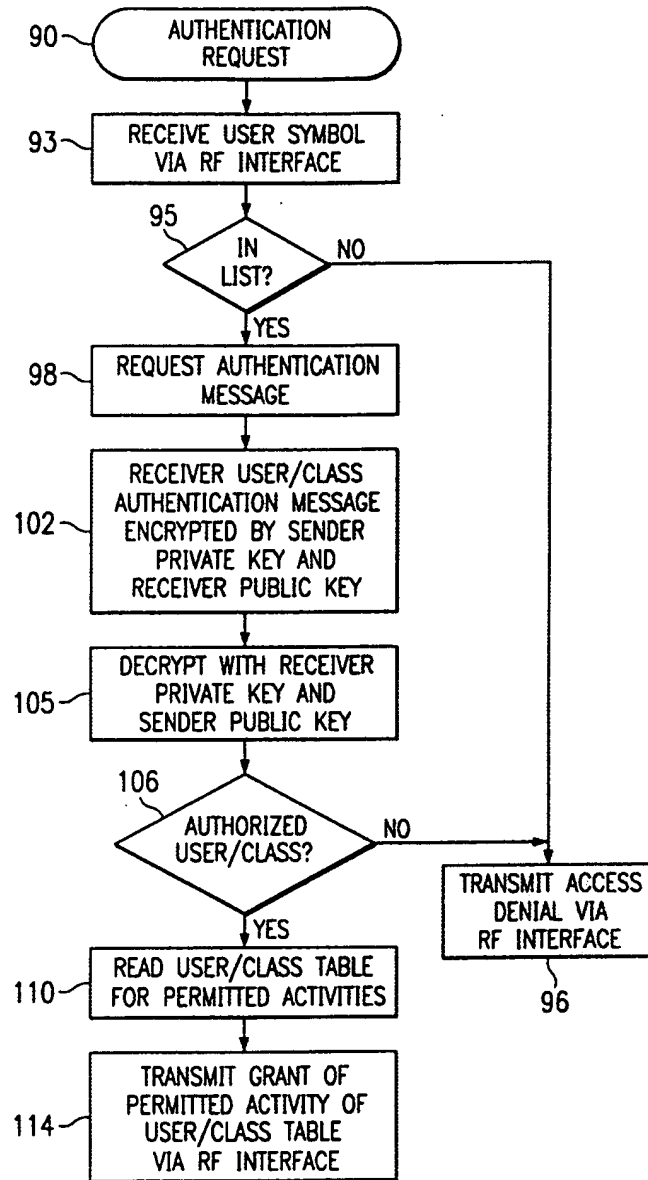 90
AUTHENTICATION
REQUEST
93
RECEIVE USER SYMBOL
VIA RF INTERFACE
95
IN
LIST?
NO
YES
98
REQUEST AUTHENTICATION
MESSAGE
102
RECEIVER USER/CLASS
AUTHENTICATION MESSAGE
ENCRYPTED BY SENDER
PRIVATE KEY AND
RECEIVER PUBLIC KEY
105
DECRYPT WITH RECEIVER
PRIVATE KEY AND
SENDER PUBLIC KEY
106
AUTHORIZED
USER/CLASS?
NO
YES
TRANSMIT ACCESS
DENIAL VIA
RF INTERFACE
96
110
READ USER/CLASS TABLE
FOR PERMITTED ACTIVITIES
114
TRANSMIT GRANT OF
PERMITTED ACTIVITY OF
USER/CLASS TABLE
VIA RF INTERFACE